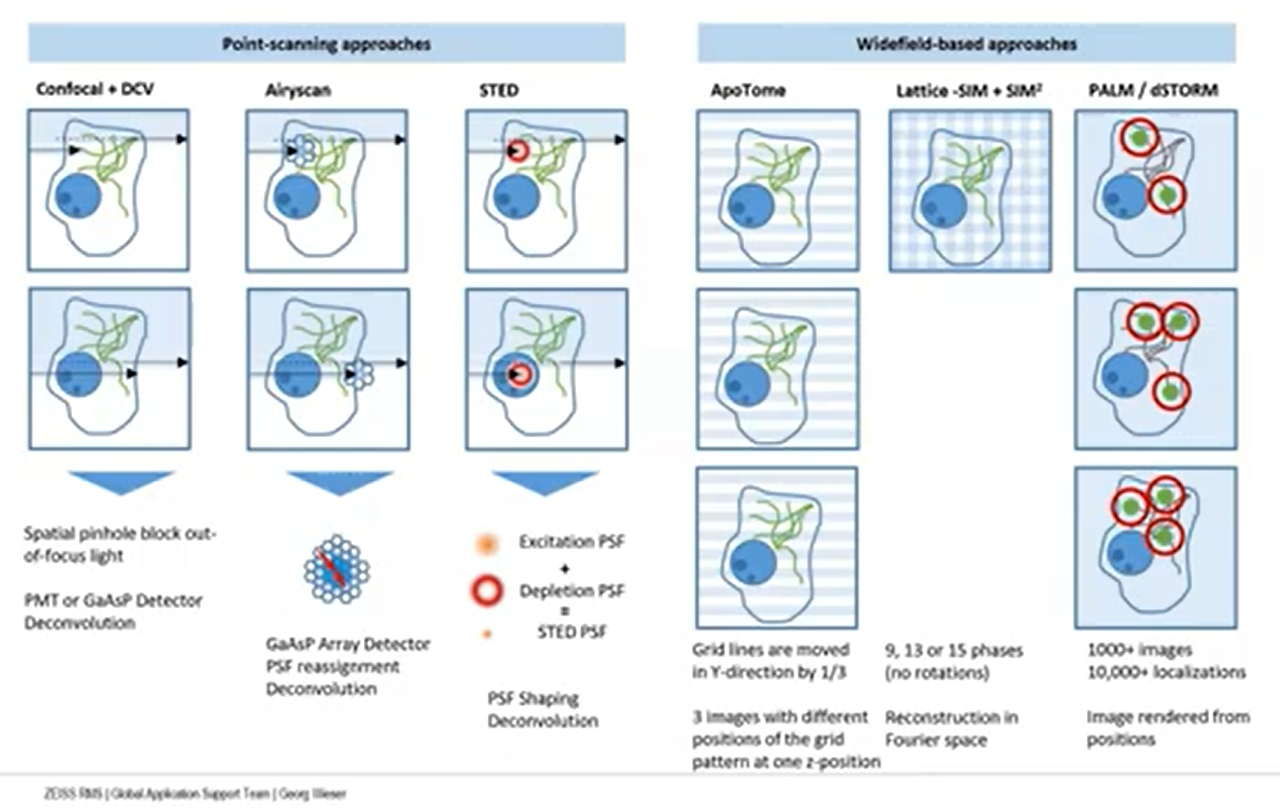 Point-scanning approaches
Widefield-based approaches
Confocal + DCV
Airyscan
STED
ApoTome
Lattice -SIM + SIM²
PALM / dSTORM
Spatial pinhole block out-
of-focus light
PMT or GaAsP Detector
Deconvolution
GaAsP Array Detector
PSF reassignment
Deconvolution
Excitation PSF
+
Depletion PSF
=
STED PSF
PSF Shaping
Deconvolution
Grid lines are moved
in Y-direction by 1/3
3 images with different
positions of the grid
pattern at one z-position
9, 13 or 15 phases
(no rotations)
Reconstruction in
Fourier space
1000+ images
10,000+ localizations
Image rendered from
positions
ZEISS RMS | Global Application Support Team | Georg Wieser